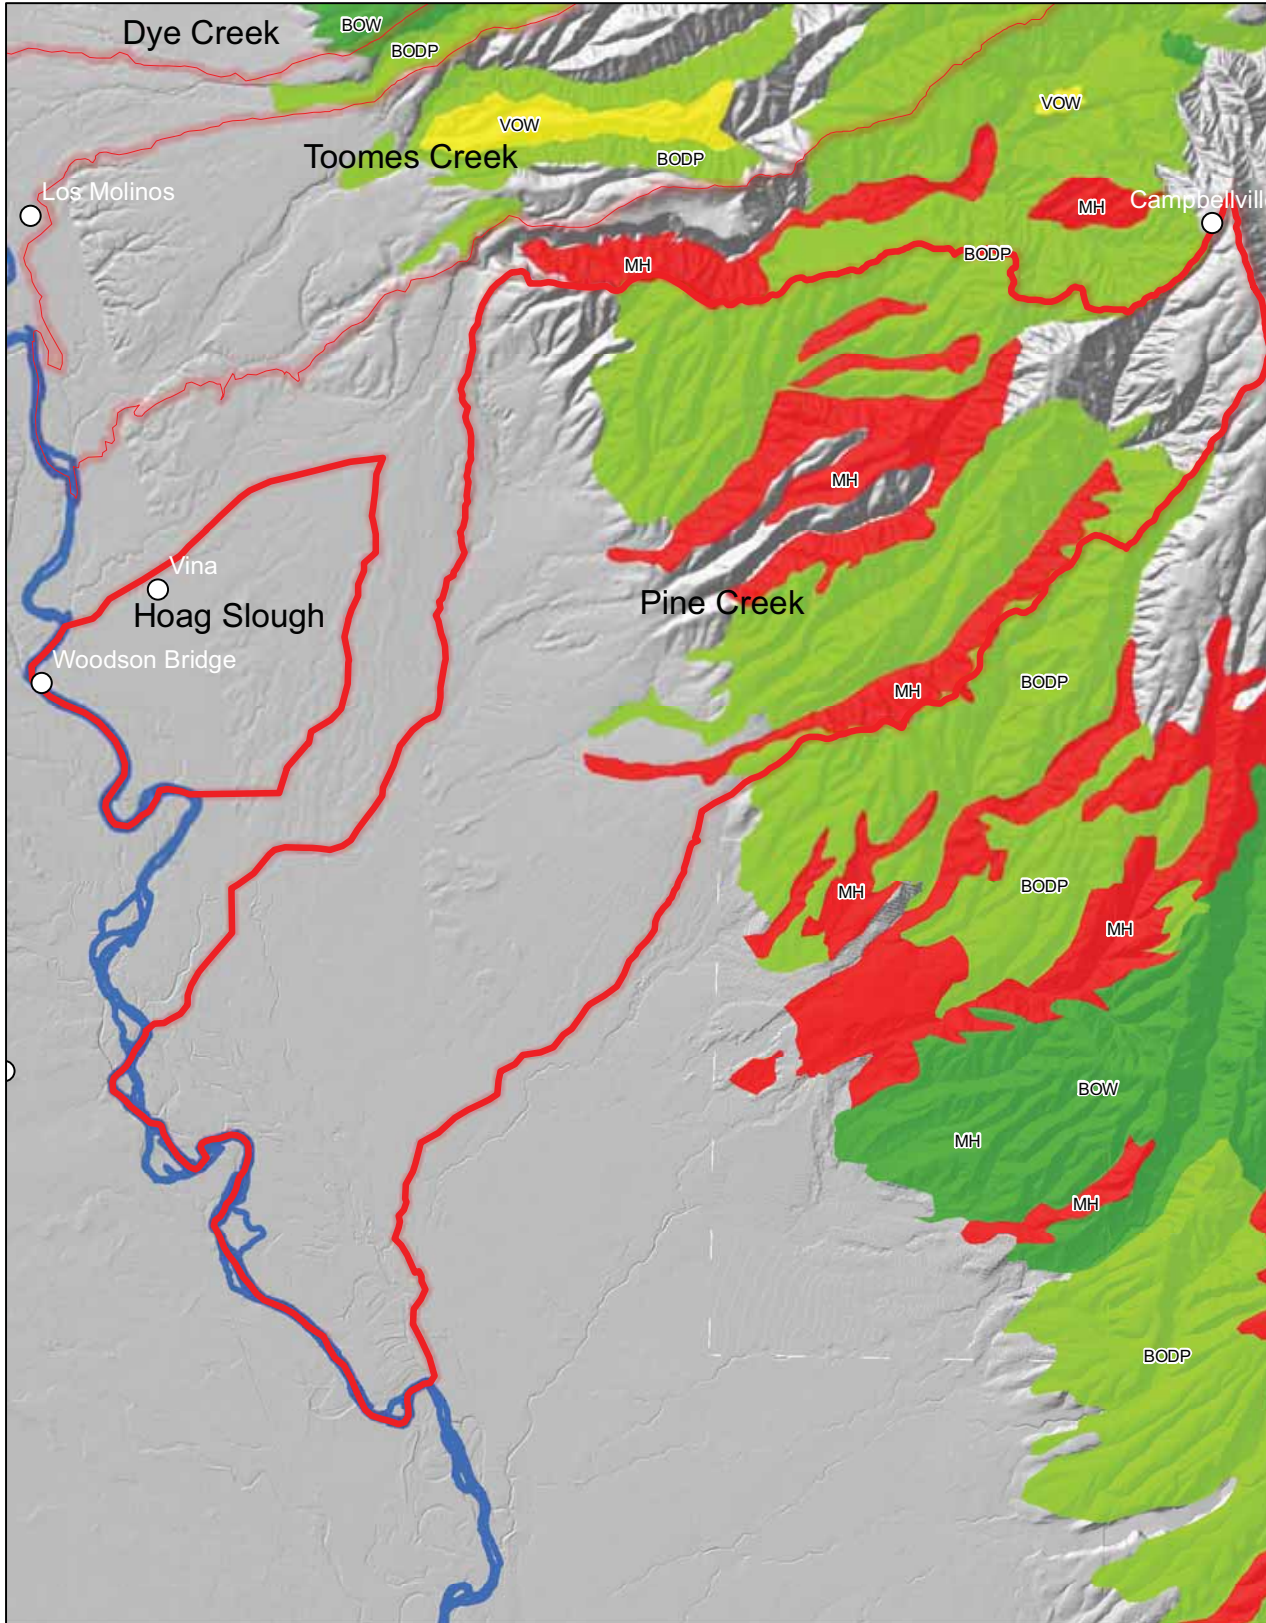 BOW
Dye Creek
BODP
VOW
VOW
Toomes Creek
BODP
Los Molinos
Campbellville
MH
BODP
MH
MH
Vina
Pine Creek
Hoag Slough
Woodson Bridge
BODP
MH
BODP
MH
MH
BOW
MH
MH
BODP